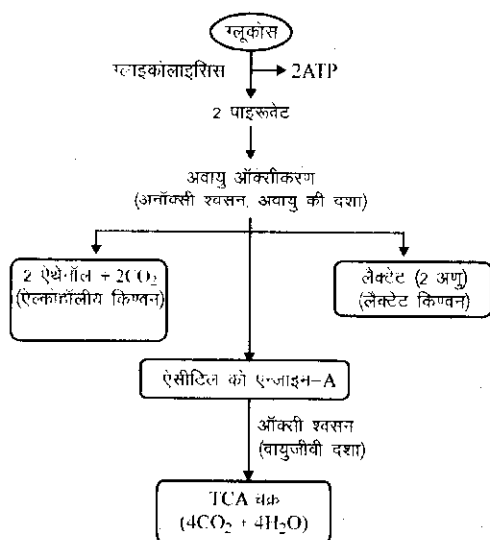 ग्लूकोस
ग्लाइकोलाइसिस 2ATP
2 पाइरूवेट
अवायु ऑक्सीकरण
(अनॉक्सी श्वसन, अवायु की दशा)
2 ऐथेनॉल + 2CO₂
(ऐल्कोहॉलीय किण्वन)
लैक्टेट (2 अणु)
(लैक्टेट किण्वन)
ऐसीटिल को एन्जाइन-A
ऑक्ती श्वसन
(वायुजीवी दशा)
TCA चक्र
(4CO₂ + 4H₂O)